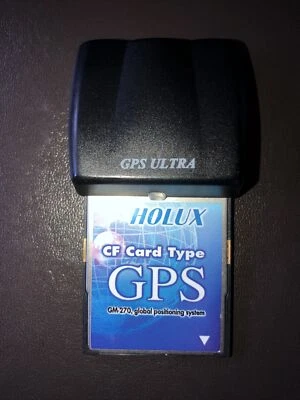 GPS ULTRA
HOLUX
CF Card Type
GPS
GM-270, global positioning system